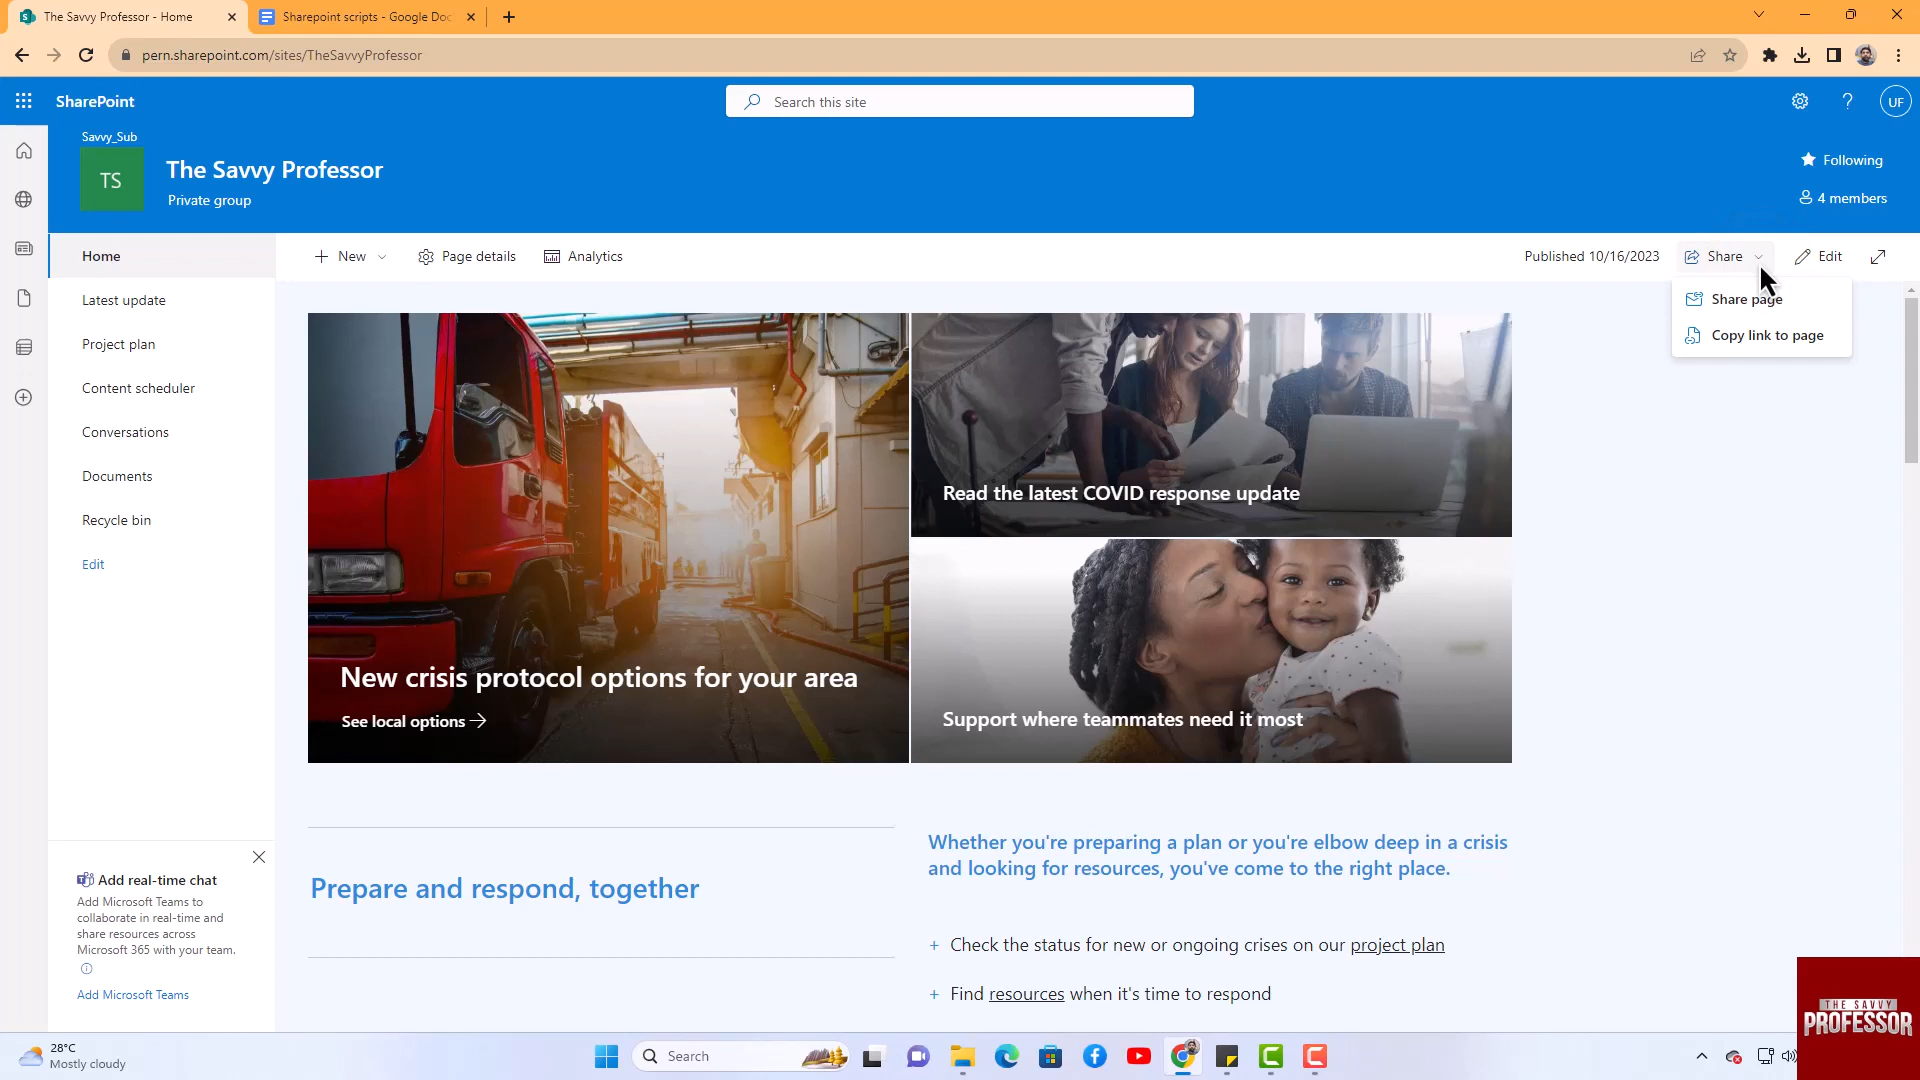 The Savvy Professor - Home
Sharepoint scripts - Google Doc
pern.sharepoint.com/sites/TheSavvyProfessor
SharePoint
Search this site
UF
Savvy_Sub
TS
The Savvy Professor
Private group
Following
4 members
Home
New
Page details
Analytics
Published 10/16/2023
Share
Edit
Share page
Copy link to page
Latest update
Project plan
Content scheduler
Conversations
Documents
Recycle bin
Edit
Read the latest COVID response update
New crisis protocol options for your area
See local options
Support where teammates need it most
Whether you're preparing a plan or you're elbow deep in a crisis
and looking for resources, you've come to the right place.
Prepare and respond, together
+ Check the status for new or ongoing crises on our project plan
+ Find resources when it's time to respond
Add real-time chat
Add Microsoft Teams to
collaborate in real-time and
share resources across
Microsoft 365 with your team.
Add Microsoft Teams
THE SAVVY
PROFESSOR
28°C
Mostly cloudy
Search